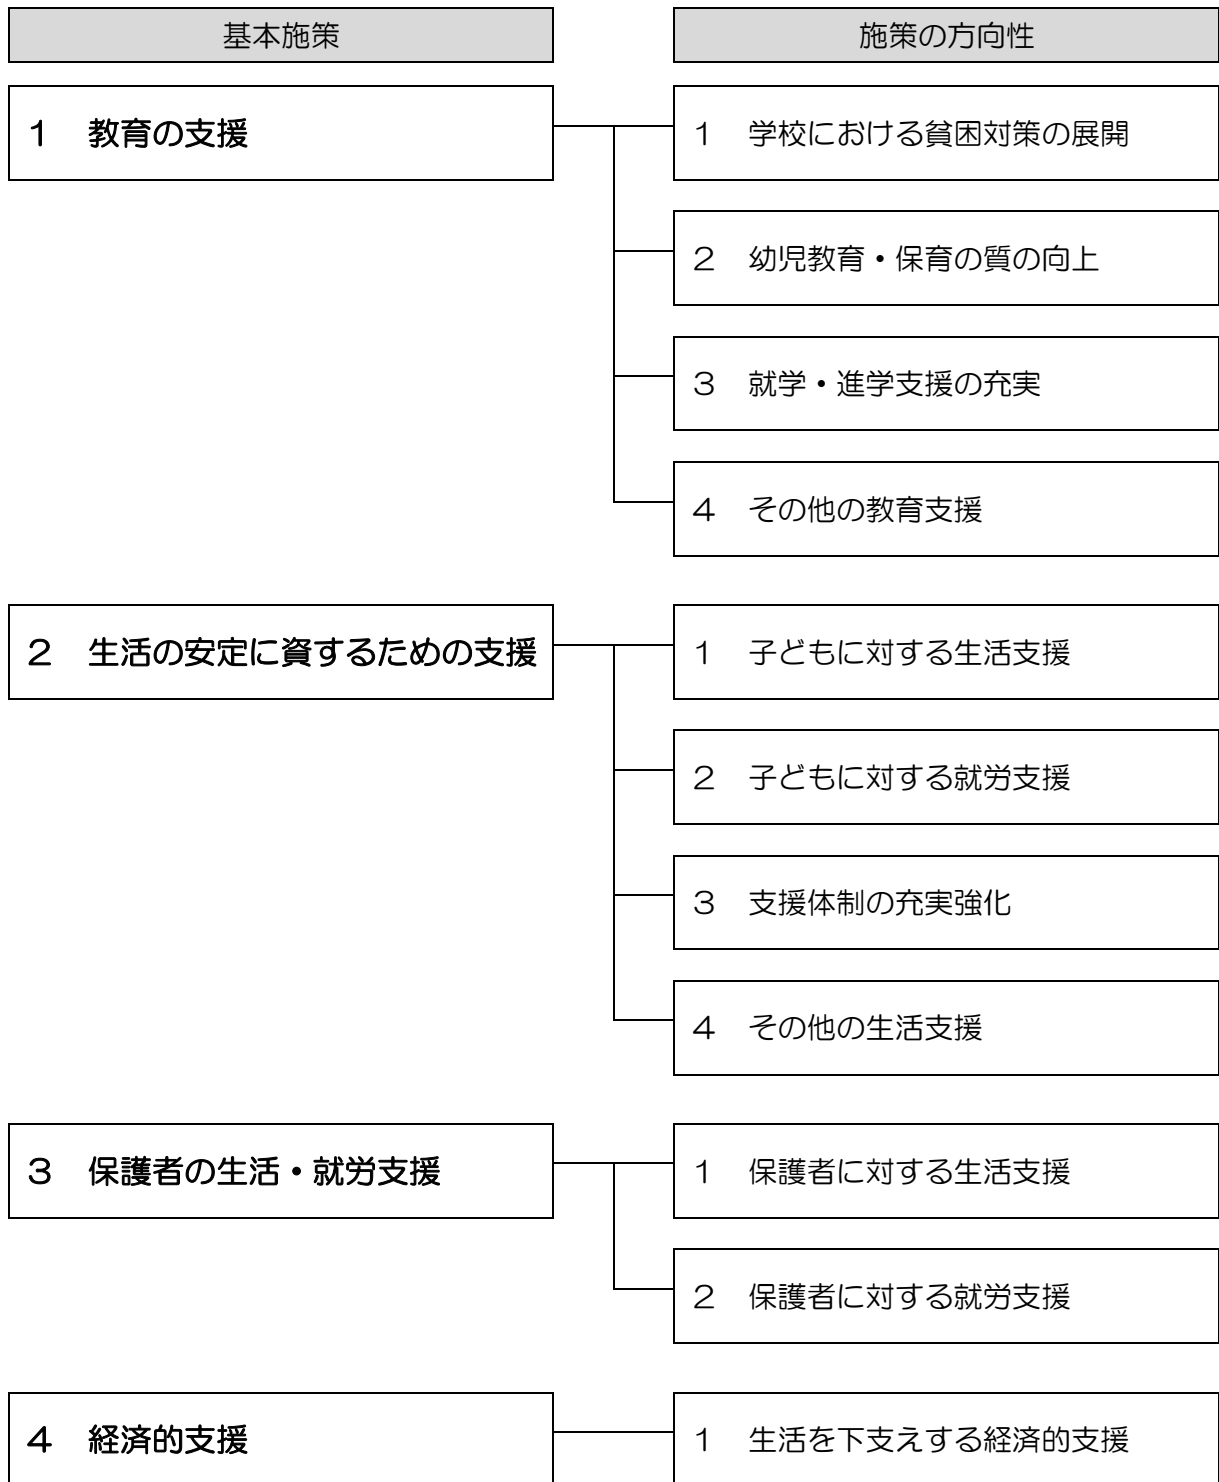 基本施策
施策の方向性
１　教育の支援
１　学校における貧困対策の展開
２　幼児教育・保育の質の向上
３　就学・進学支援の充実
４　その他の教育支援
２　生活の安定に資するための支援
１　子どもに対する生活支援
２　子どもに対する就労支援
３　支援体制の充実強化
４　その他の生活支援
３　保護者の生活・就労支援
１　保護者に対する生活支援
２　保護者に対する就労支援
４　経済的支援
１　生活を下支えする経済的支援